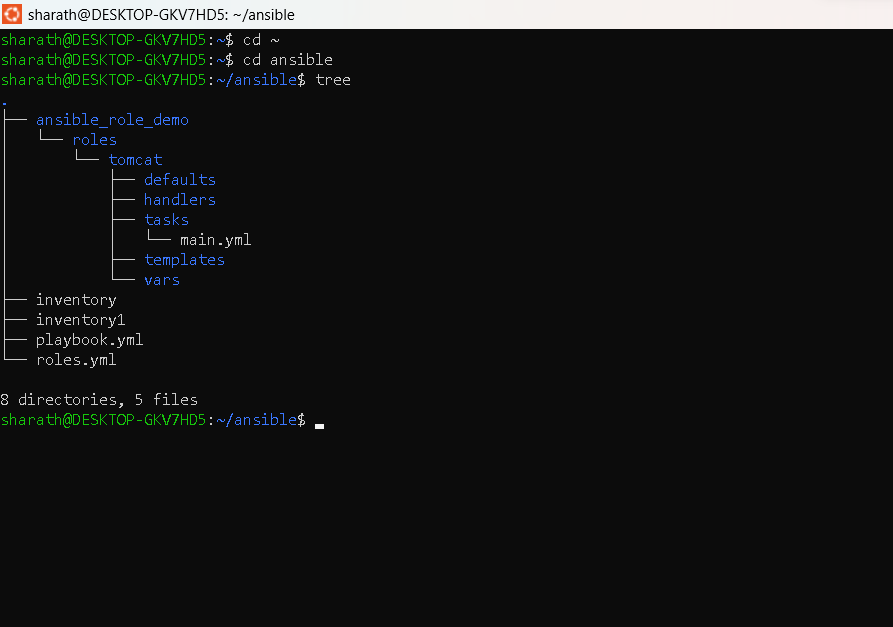 sharath@DESKTOP-GKV7HD5: ~/ansible
sharath@DESKTOP-GKV7HD5:~$ cd ~
sharath@DESKTOP-GKV7HD5:~$ cd ansible
sharath@DESKTOP-GKV7HD5:~/ansible$ tree
.
├── ansible_role_demo
│   └── roles
│       └── tomcat
│           ├── defaults
│           ├── handlers
│           ├── tasks
│           │   └── main.yml
│           ├── templates
│           └── vars
├── inventory
├── inventory1
├── playbook.yml
└── roles.yml
8 directories, 5 files
sharath@DESKTOP-GKV7HD5:~/ansible$